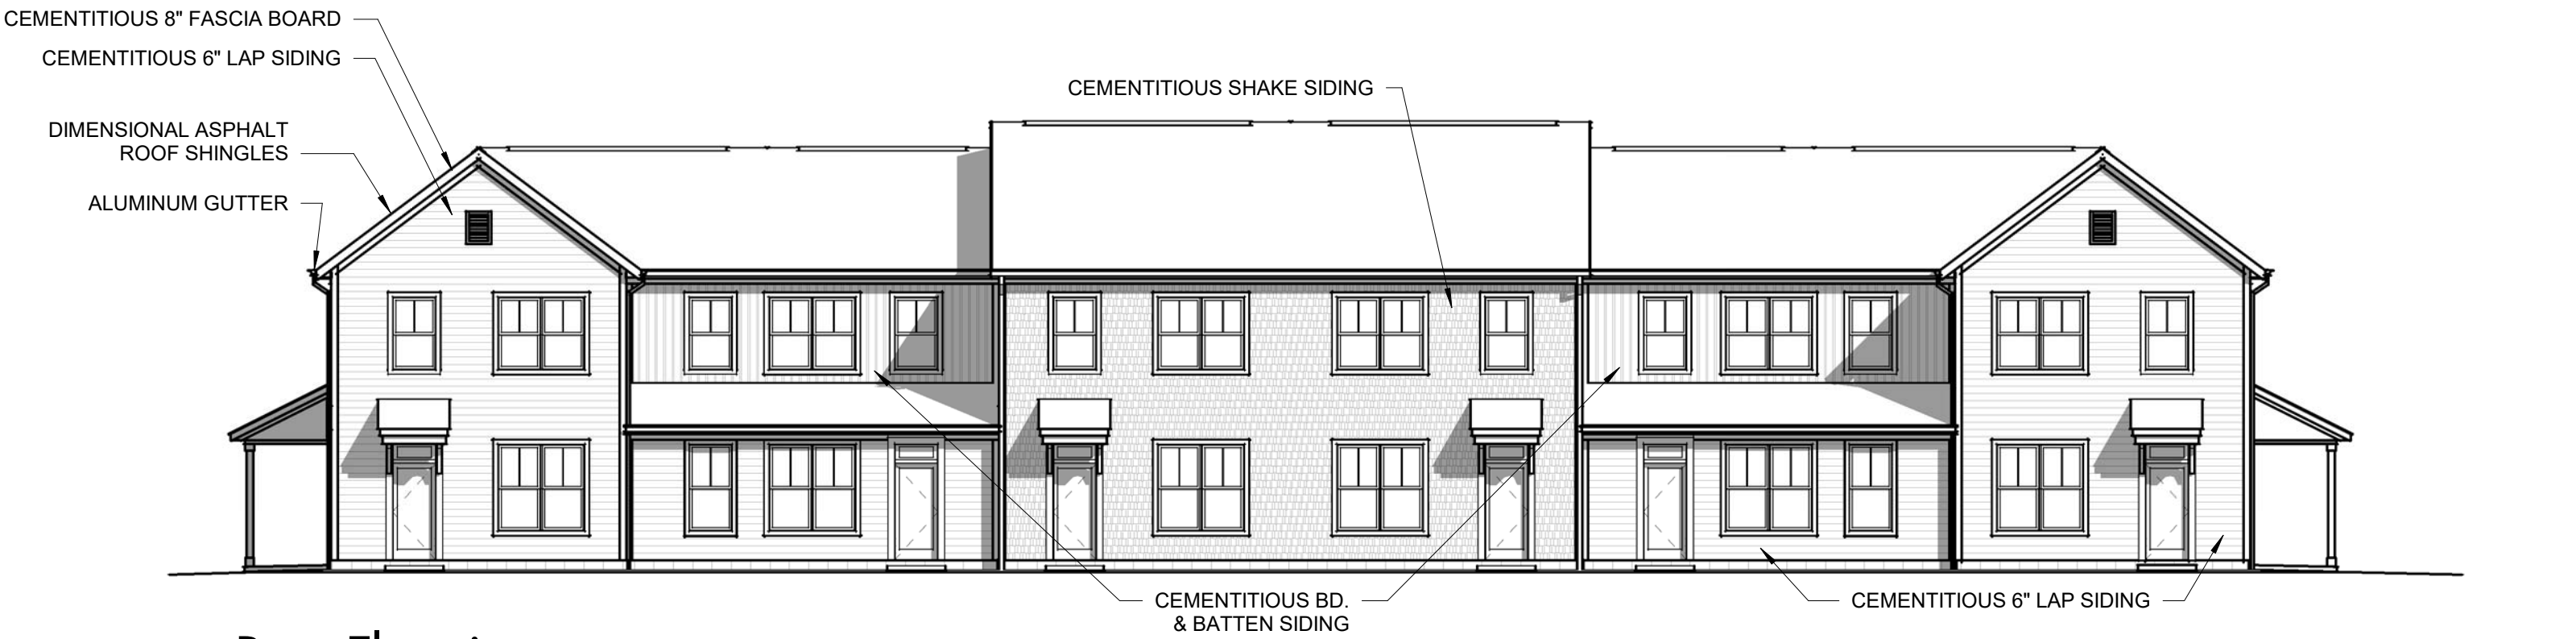 CEMENTITIOUS 8" FASCIA BOARD
CEMENTITIOUS 6" LAP SIDING
DIMENSIONAL ASPHALT
ROOF SHINGLES
ALUMINUM GUTTER
CEMENTITIOUS SHAKE SIDING
CEMENTITIOUS BD.
& BATTEN SIDING
CEMENTITIOUS 6" LAP SIDING